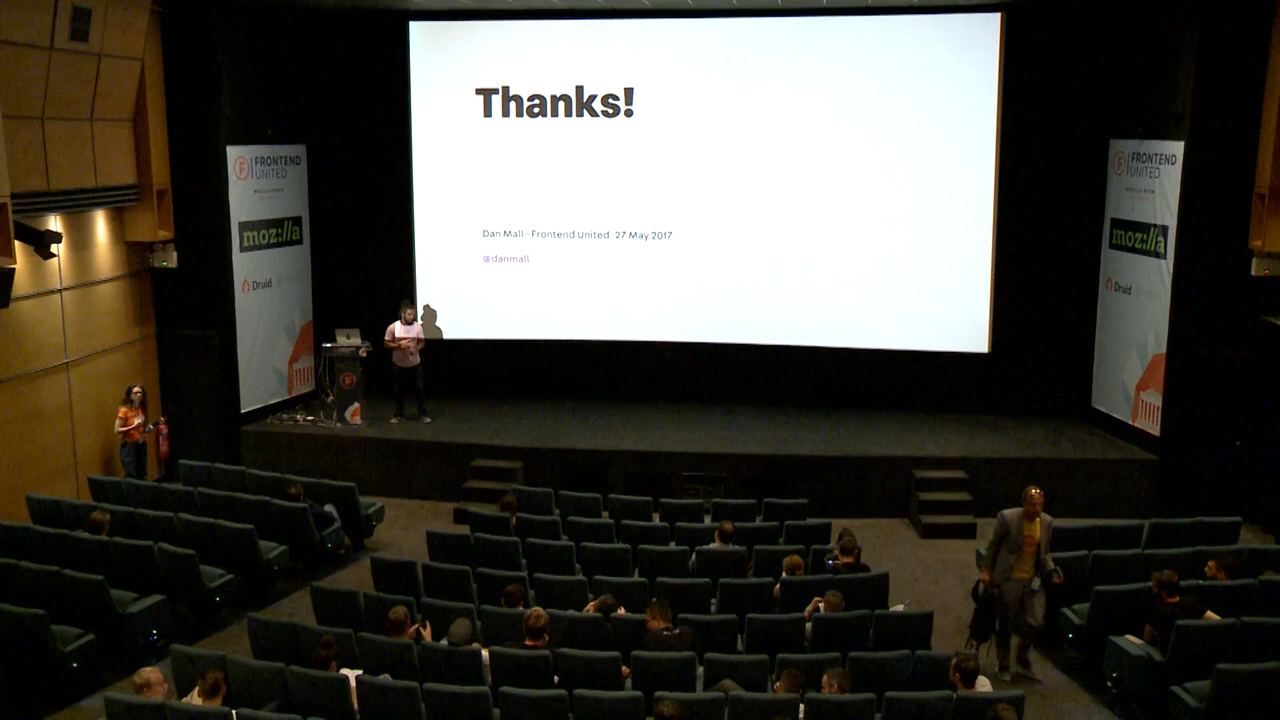 Thanks!
Dan Mall - Frontend United. 27 May 2017
@danmall
FRONTEND
UNITED
moz://a
Druid
FRONTEND
UNITED
moz://a
Druid